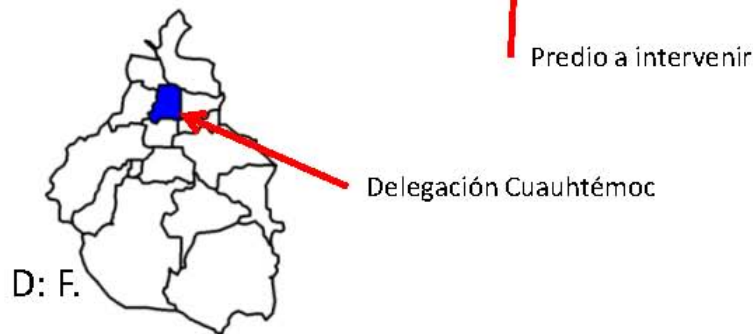 Predio a intervenir
Delegación Cuauhtémoc
D: F.